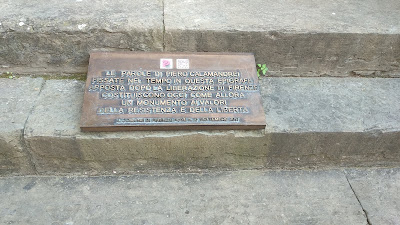 LE PAROLE DI PIERO CALAMANDREI
FISSATE NEL TEMPO IN QUESTA EPIGRAFE
APPOSTA DOPO LA LIBERAZIONE DI FIRENZE
COSTITUISCONO OGGI COME ALLORA
UN MONUMENTO AI VALORI
DELLA RESISTENZA E DELLA LIBERTÀ